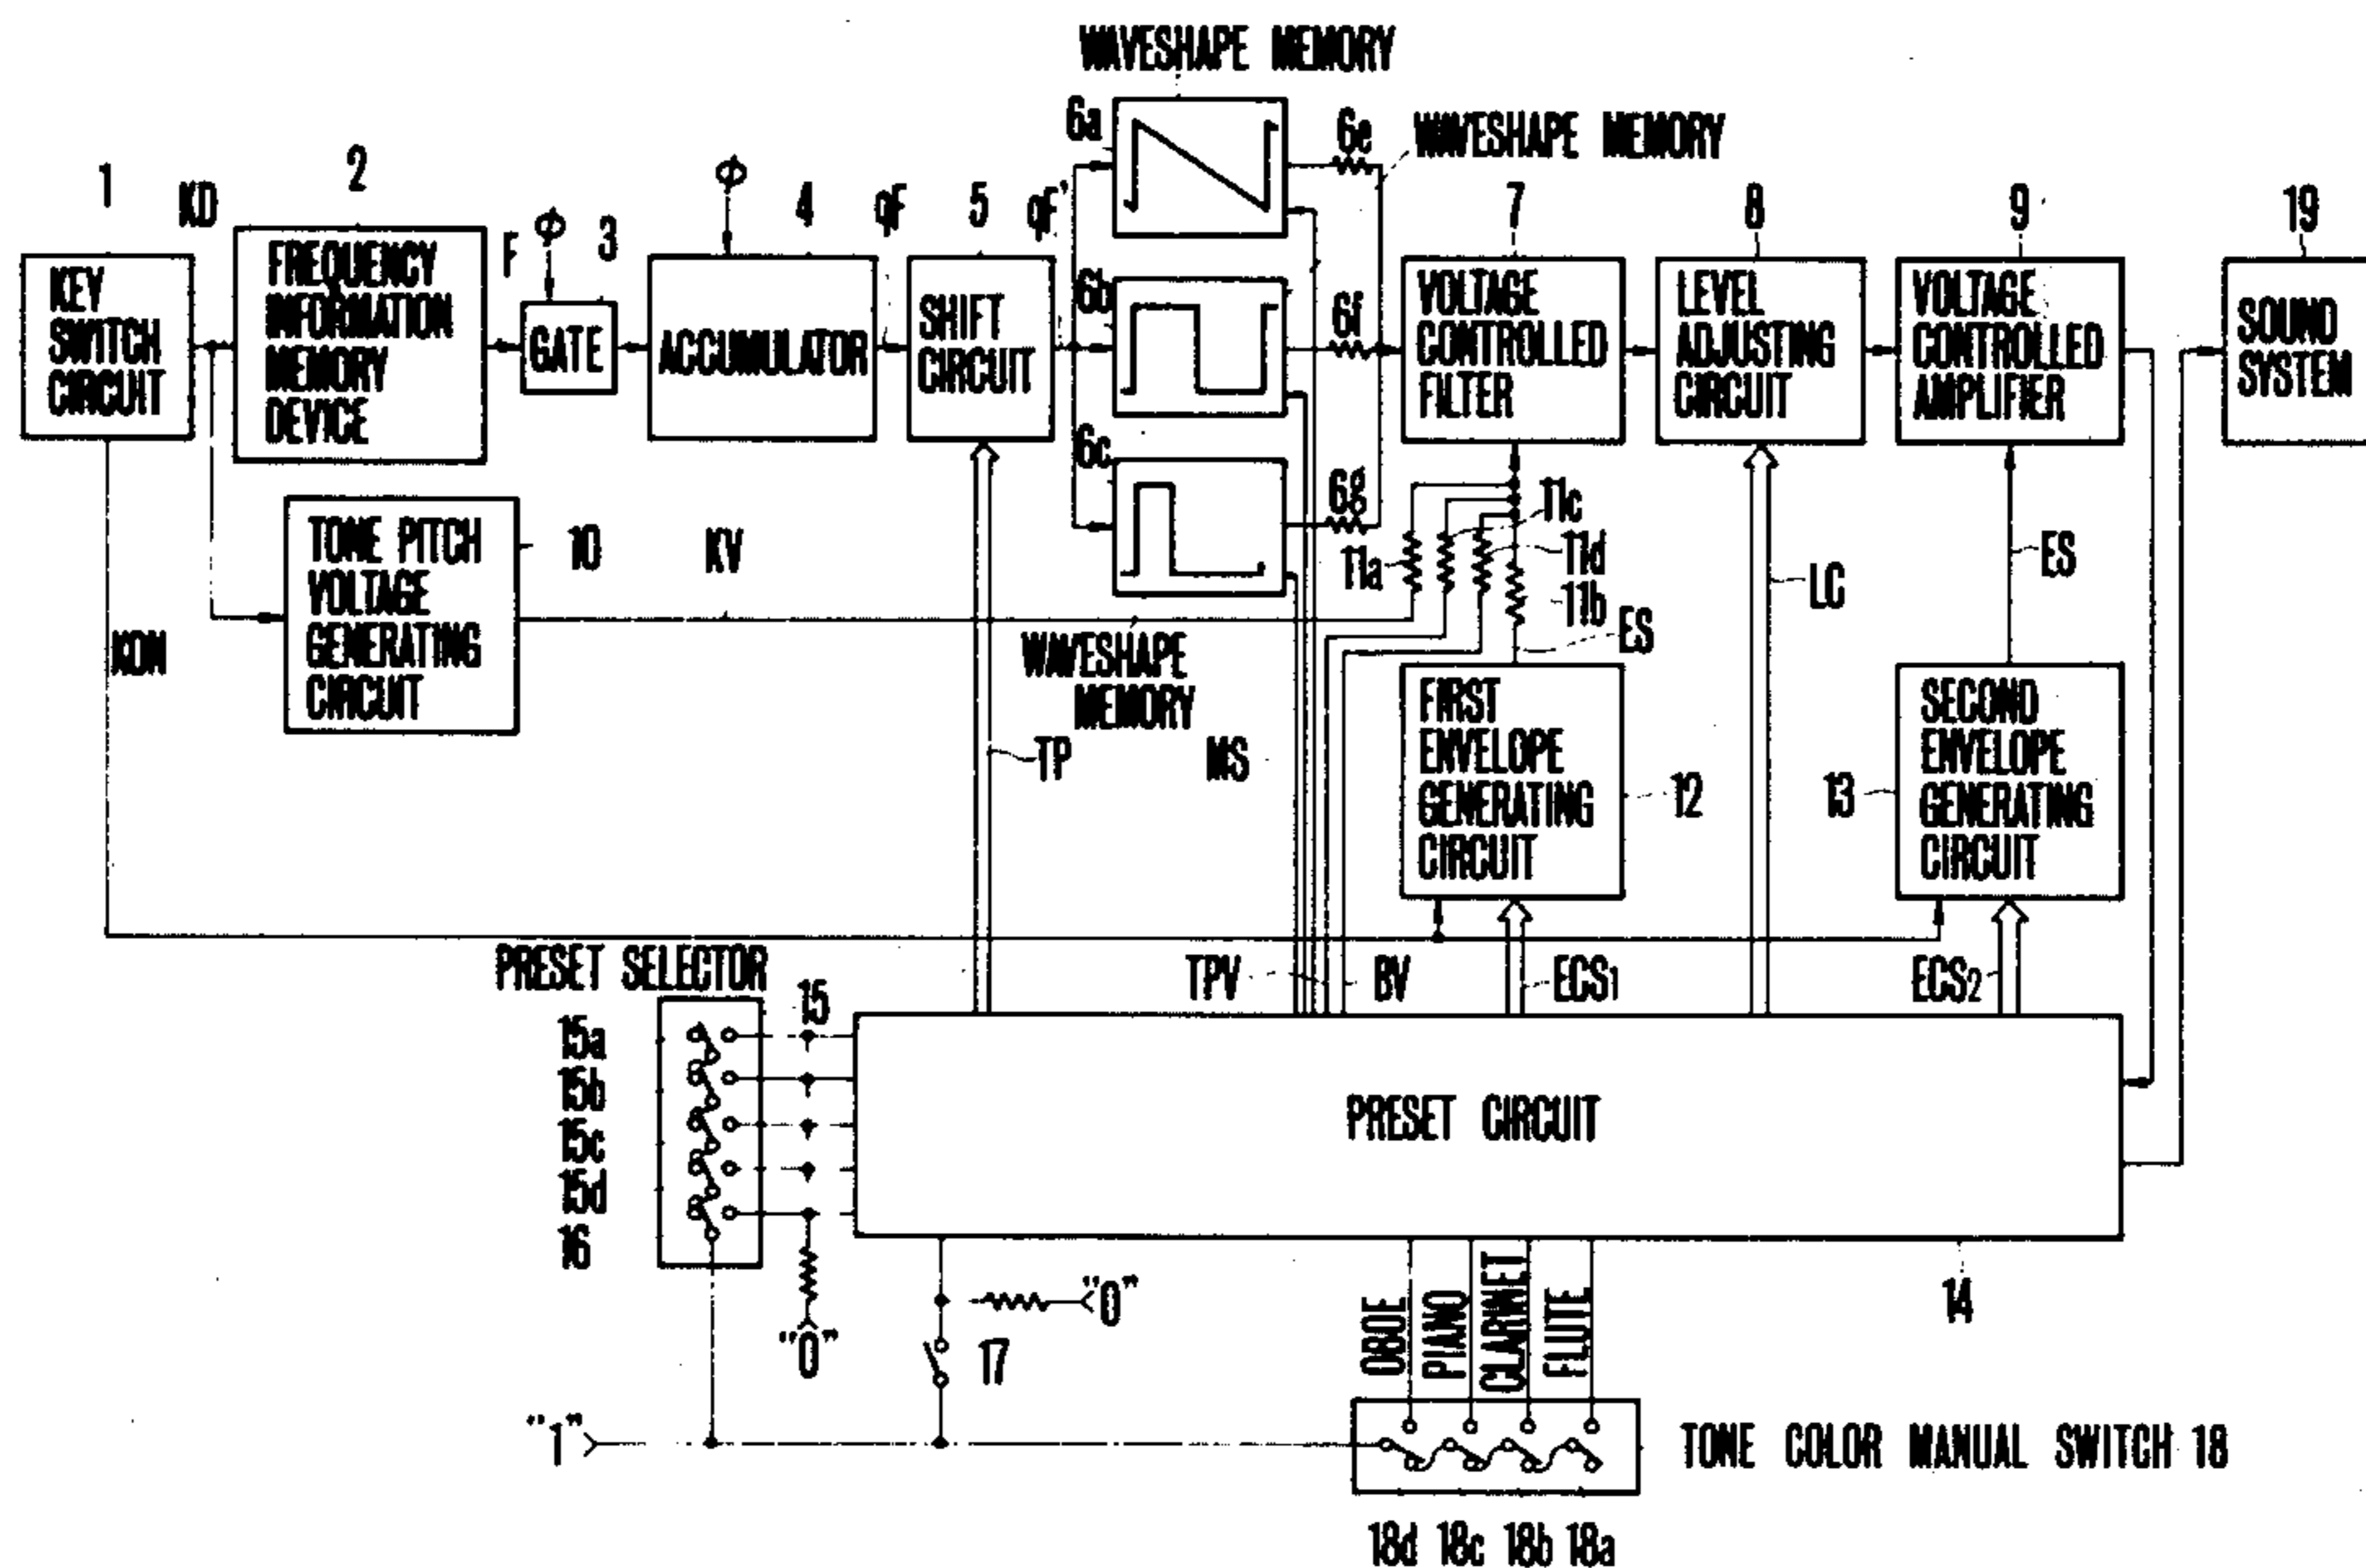 WAVESHAPE MEMORY
6a
6e
WAVESHAPE MEMORY
1
KD
2
F
ϕ
3
ϕ
4
qF
5
qF'
7
8
9
19
KEY
SWITCH
CIRCUIT
FREQUENCY
INFORMATION
MEMORY
DEVICE
GATE
ACCUMULATOR
SHIFT
CIRCUIT
6b
6f
VOLTAGE
CONTROLLED
FILTER
LEVEL
ADJUSTING
CIRCUIT
VOLTAGE
CONTROLLED
AMPLIFIER
SOUND
SYSTEM
6c
6g
11c
11d
11a
11b
ES
TONE PITCH
VOLTAGE
GENERATING
CIRCUIT
10
KV
KON
WAVESHAPE
MEMORY
TP
MS
LC
ES
FIRST
ENVELOPE
GENERATING
CIRCUIT
12
13
SECOND
ENVELOPE
GENERATING
CIRCUIT
PRESET SELECTOR
TPV
BV
ECS1
ECS2
15
15a
15b
15c
15d
16
PRESET CIRCUIT
14
"0"
"0"
17
"1"
OBOE
PIANO
CLARINET
FLUTE
TONE COLOR MANUAL SWITCH 18
18d 18c 18b 18a